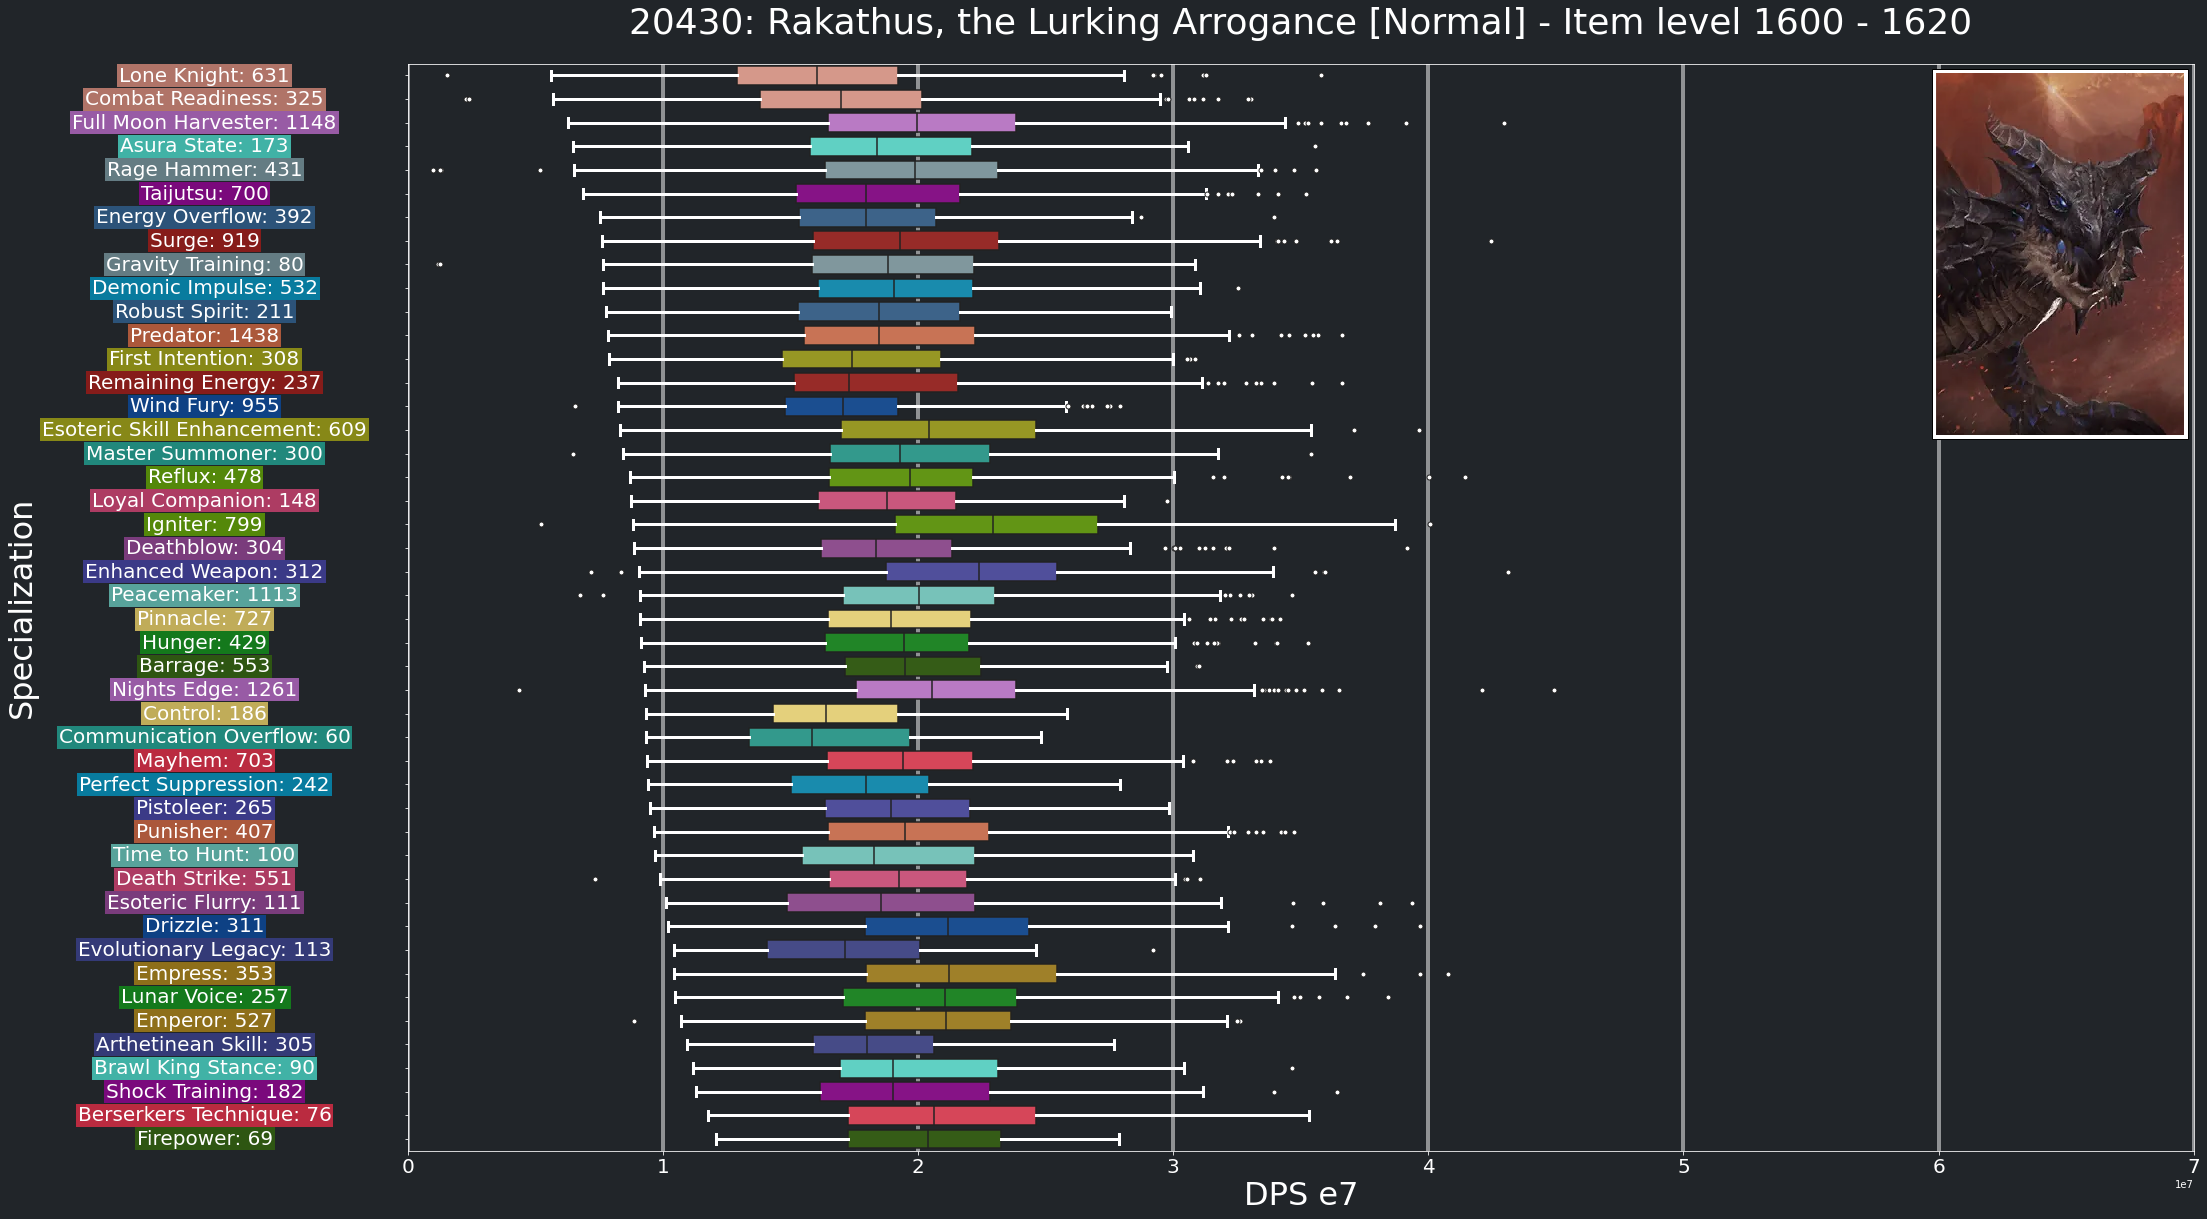 20430: Rakathus, the Lurking Arrogance [Normal] - Item level 1600 - 1620
Specialization
Lone Knight: 631
Combat Readiness: 325
Full Moon Harvester: 1148
Asura State: 173
Rage Hammer: 431
Taijutsu: 700
Energy Overflow: 392
Surge: 919
Gravity Training: 80
Demonic Impulse: 532
Robust Spirit: 211
Predator: 1438
First Intention: 308
Remaining Energy: 237
Wind Fury: 955
Esoteric Skill Enhancement: 609
Master Summoner: 300
Reflux: 478
Loyal Companion: 148
Igniter: 799
Deathblow: 304
Enhanced Weapon: 312
Peacemaker: 1113
Pinnacle: 727
Hunger: 429
Barrage: 553
Nights Edge: 1261
Control: 186
Communication Overflow: 60
Mayhem: 703
Perfect Suppression: 242
Pistoleer: 265
Punisher: 407
Time to Hunt: 100
Death Strike: 551
Esoteric Flurry: 111
Drizzle: 311
Evolutionary Legacy: 113
Empress: 353
Lunar Voice: 257
Emperor: 527
Arthetinean Skill: 305
Brawl King Stance: 90
Shock Training: 182
Berserkers Technique: 76
Firepower: 69
0 1 2 3 4 5 6 7
DPS e7
1e7